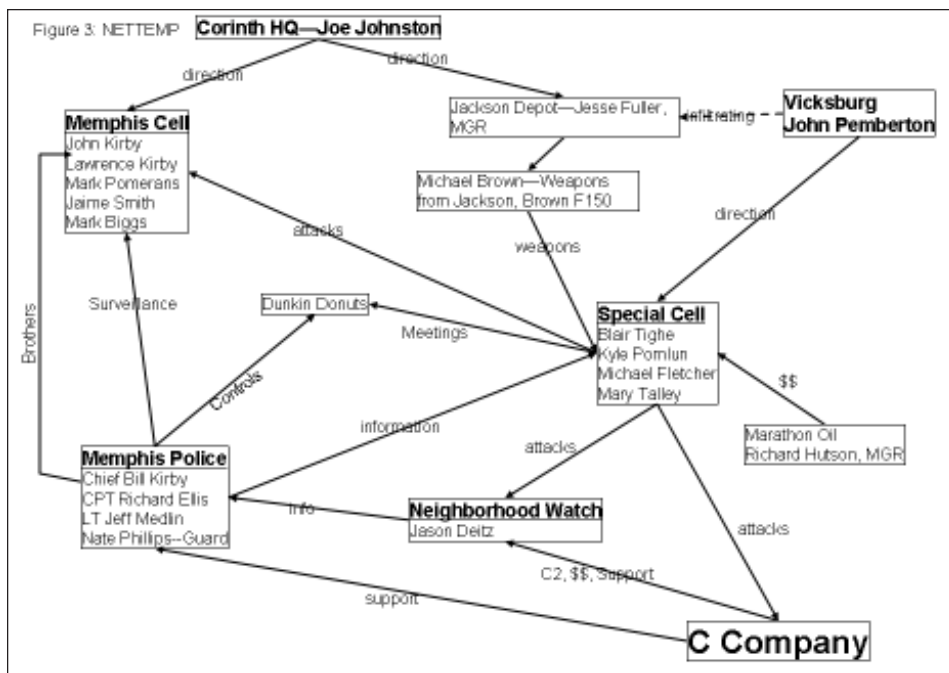 Figure 3: NETTEMP
Corinth HQ—Joe Johnston
direction
direction
Memphis Cell
John Kirby
Lawrence Kirby
Mark Pomerans
Jaime Smith
Mark Biggs
Jackson Depot—Jesse Fuller,
MGR
infiltrating
Vicksburg
John Pemberton
Michael Brown—Weapons
from Jackson, Brown F150
direction
attacks
weapons
Surveillance
Dunkin Donuts
Meetings
Special Cell
Blair Tighe
Kyle Pomlun
Michael Fletcher
Mary Talley
Brothers
Controls
$$
information
Marathon Oil
Richard Hutson, MGR
attacks
Memphis Police
Chief Bill Kirby
CPT Richard Ellis
LT Jeff Medlin
Nate Phillips--Guard
Info
Neighborhood Watch
Jason Deitz
attacks
C2, $$, Support
support
C Company